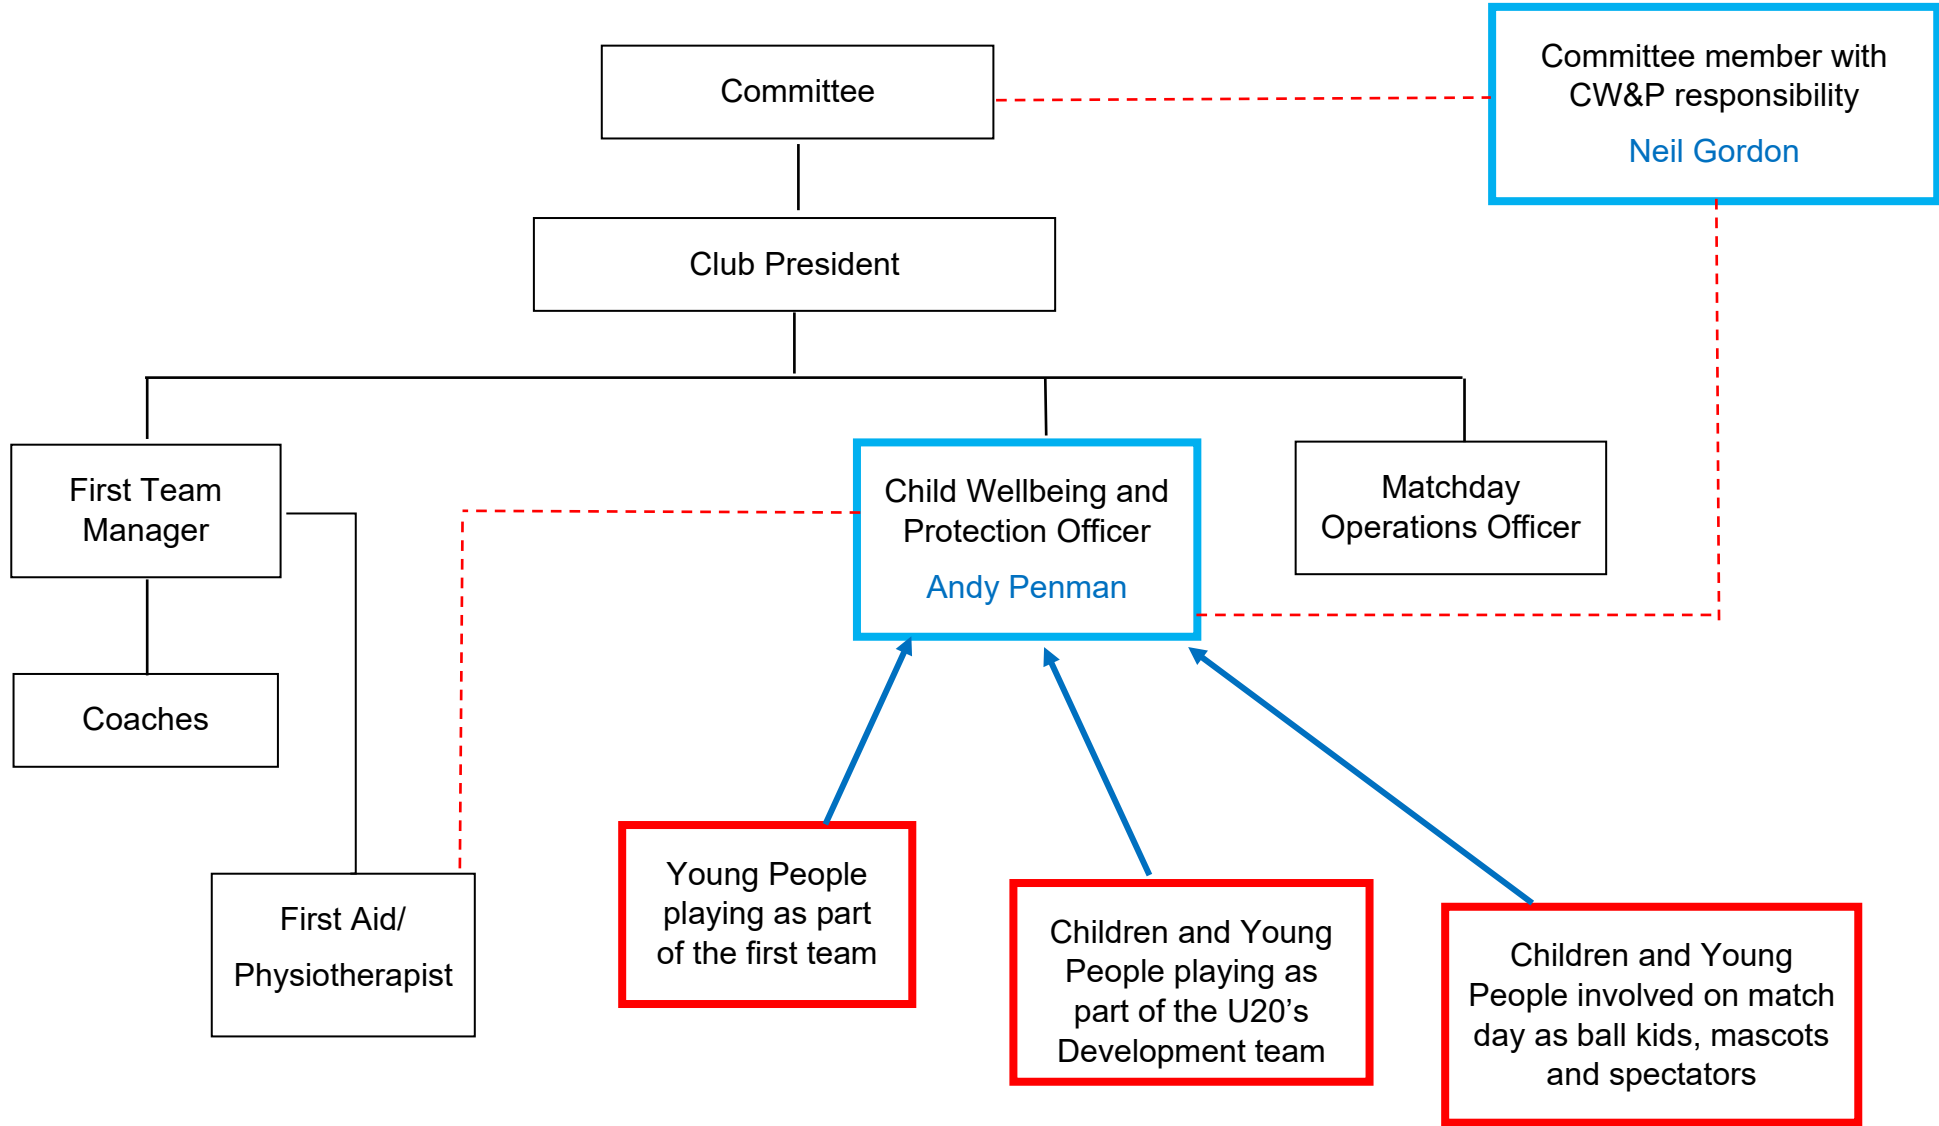 Committee
Committee member with
CW&P responsibility
Neil Gordon
Club President
First Team
Manager
Child Wellbeing and
Protection Officer
Andy Penman
Matchday
Operations Officer
Coaches
First Aid/
Physiotherapist
Young People
playing as part
of the first team
Children and Young
People playing as
part of the U20’s
Development team
Children and Young
People involved on match
day as ball kids, mascots
and spectators